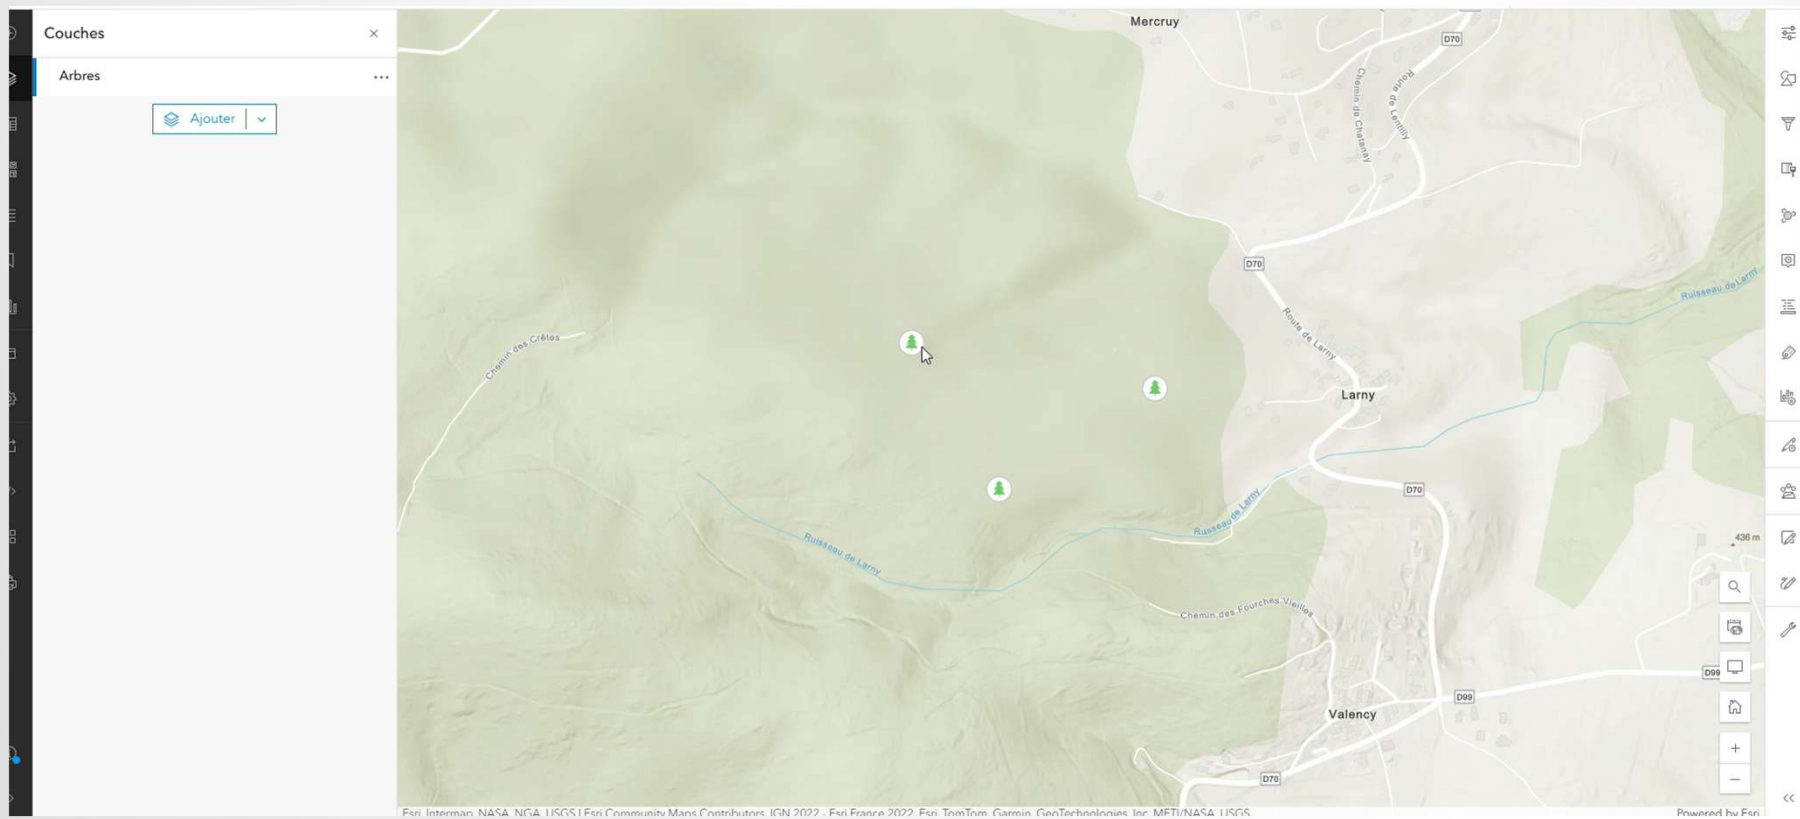 Couches
Arbres
Ajouter
Mercruy
D70
Chemin de Chatanay
Route de Lentilly
D70
Ruisseau de Larny
Route de Larny
Chemin des Crêtes
Larny
D70
Ruisseau de Larny
Ruisseau de Larny
436 m
Chemin des Fourches Vieilles
D99
D99
Valency
D70
Esri, Intermap, NASA, NGA, USGS | Esri Community Maps Contributors, IGN 2022 - Esri France 2022, Esri, TomTom, Garmin, GeoTechnologies, Inc, METI/NASA, USGS
Powered by Esri